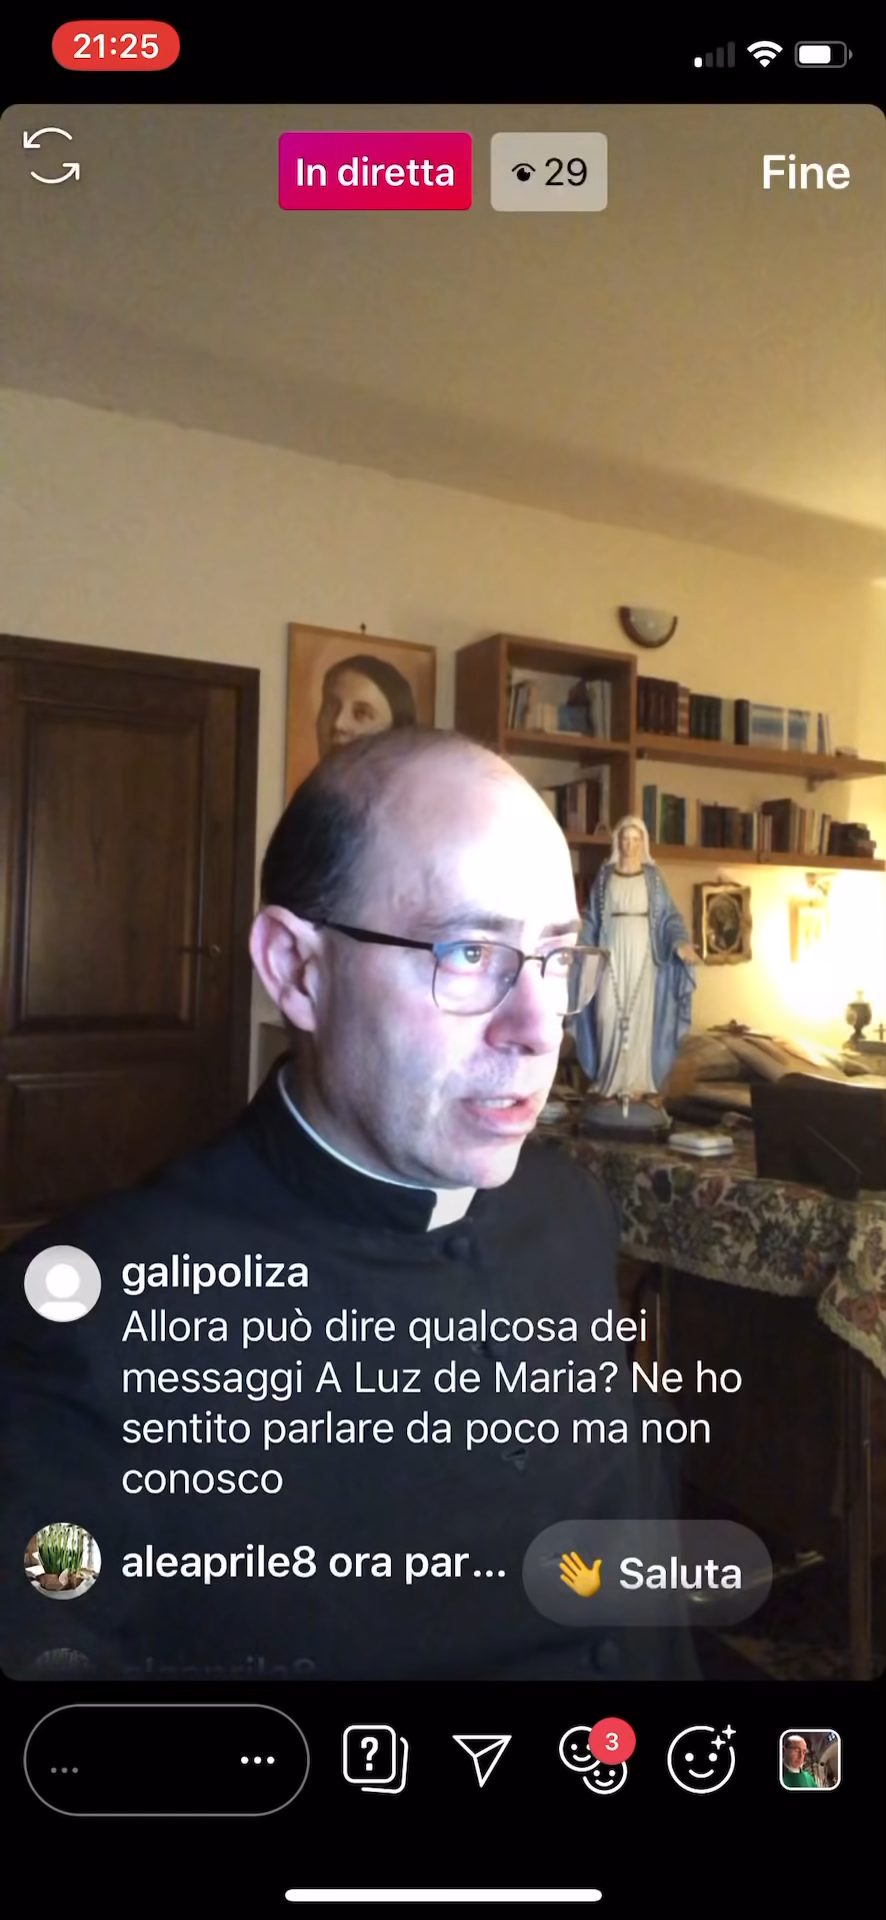 21:25
In diretta
29
Fine
galipoliza
Allora può dire qualcosa dei
messaggi A Luz de Maria? Ne ho
sentito parlare da poco ma non
conosco
aleaprile8 ora par...
👋 Saluta
aleaprile8
...
3